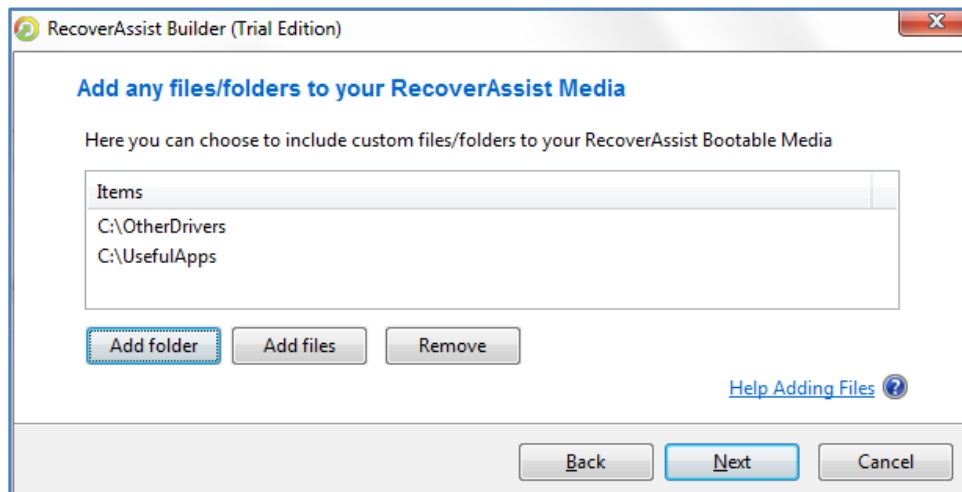 RecoverAssist Builder (Trial Edition)
Add any files/folders to your RecoverAssist Media
Here you can choose to include custom files/folders to your RecoverAssist Bootable Media
Items
C:\OtherDrivers
C:\UsefulApps
Add folder Add files Remove
Help Adding Files ?
Back Next Cancel